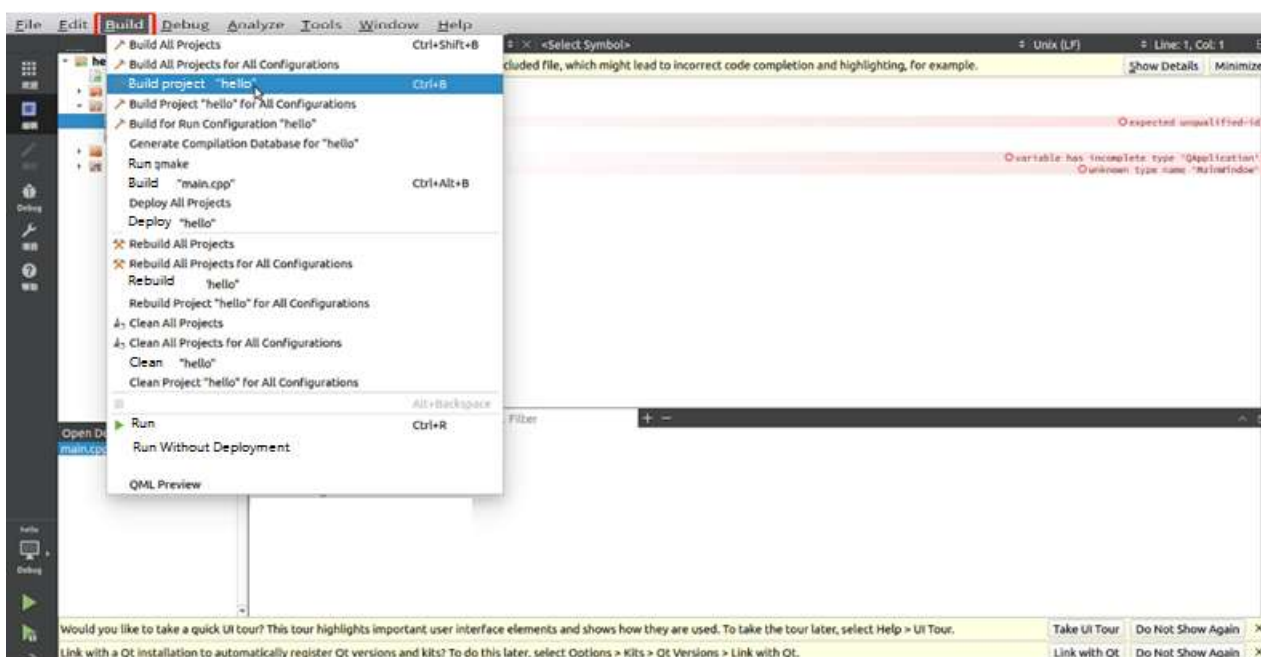 File Edit Build Debug Analyze Tools Window Help
<Select Symbol> Unix (LF) Line: 1, Col: 1
he
cluded file, which might lead to incorrect code completion and highlighting, for example. Show Details Minimize
Build All Projects Ctrl+Shift+B
Build All Projects for All Configurations
Build project "hello" Ctrl+B
Build Project "hello" for All Configurations
Build for Run Configuration "hello"
Generate Compilation Database for "hello"
Run qmake
Build "main.cpp" Ctrl+Alt+B
Deploy All Projects
Deploy "hello"
Rebuild All Projects
Rebuild All Projects for All Configurations
Rebuild "hello"
Rebuild Project "hello" for All Configurations
Clean All Projects
Clean All Projects for All Configurations
Clean "hello"
Clean Project "hello" for All Configurations
Alt+Backspace
Run Ctrl+R
Run Without Deployment
QML Preview
expected unqualified-id
variable has incomplete type 'QApplication'
unknown type name 'MainWindow'
Debug
Filter
Open Do
main.cpp
hello
Debug
Would you like to take a quick UI tour? This tour highlights important user interface elements and shows how they are used. To take the tour later, select Help > UI Tour. Take UI Tour Do Not Show Again
Link with a Qt installation to automatically register Qt versions and kits? To do this later, select Options > Kits > Qt Versions > Link with Qt. Link with Qt Do Not Show Again